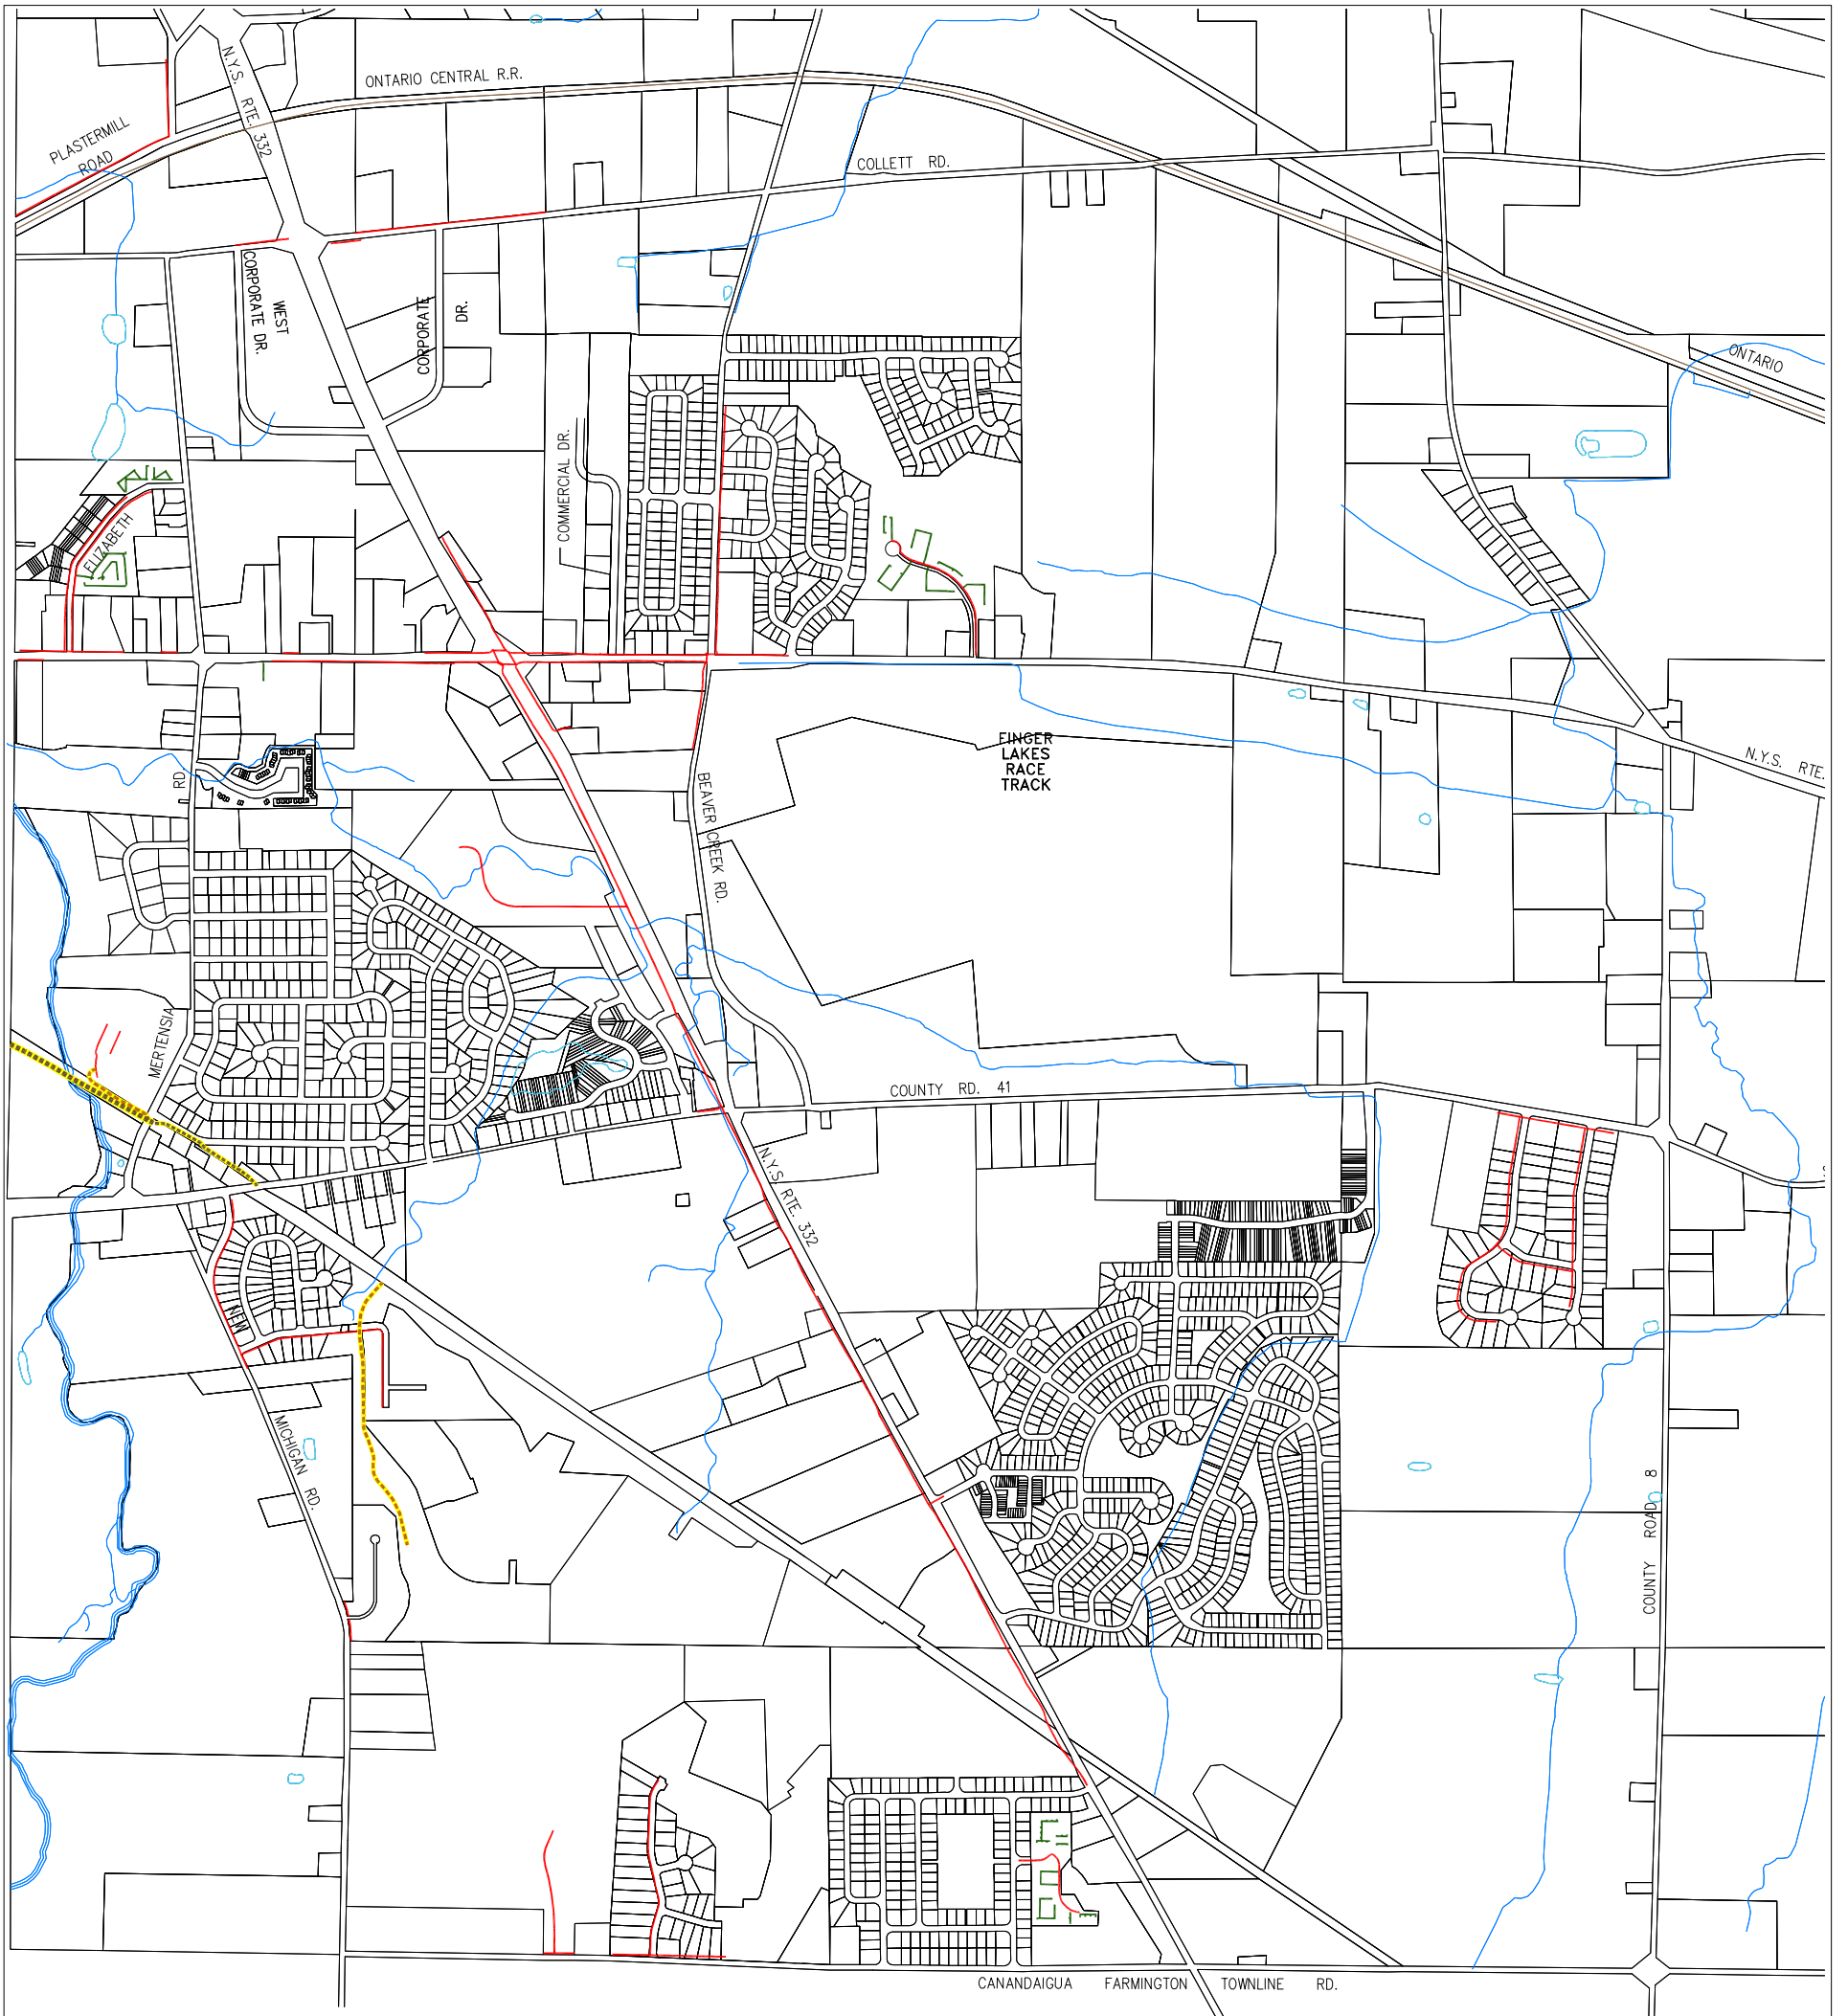 N.Y.S. RTE. 332
ONTARIO CENTRAL R.R.
PLASTERMILL
ROAD
COLLETT RD.
WEST
CORPORATE DR.
CORPORATE
DR.
ONTARIO
COMMERCIAL DR.
ELIZABETH
FINGER
LAKES
RACE
TRACK
N.Y.S. RTE.
BEAVER CREEK RD.
MERTENSIA RD
COUNTY RD. 41
N.Y.S RTE. 332
NEW
MICHIGAN RD.
COUNTY ROAD 8
CANANDAIGUA FARMINGTON TOWNLINE RD.